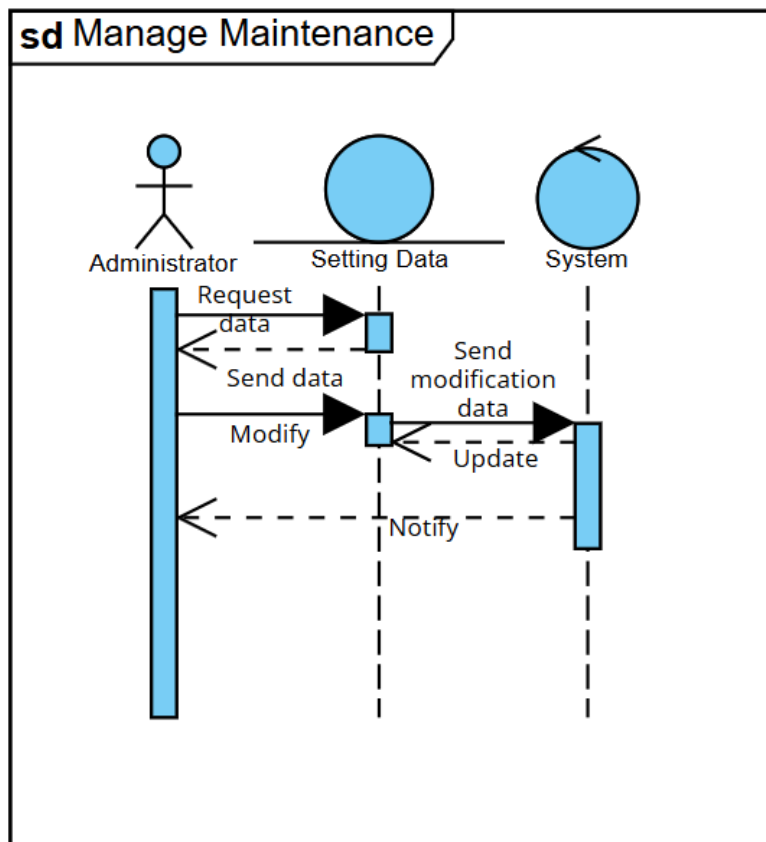 sd Manage Maintenance
Administrator
Setting Data
System
Request
data
Send data
Send
modification
data
Modify
Update
Notify